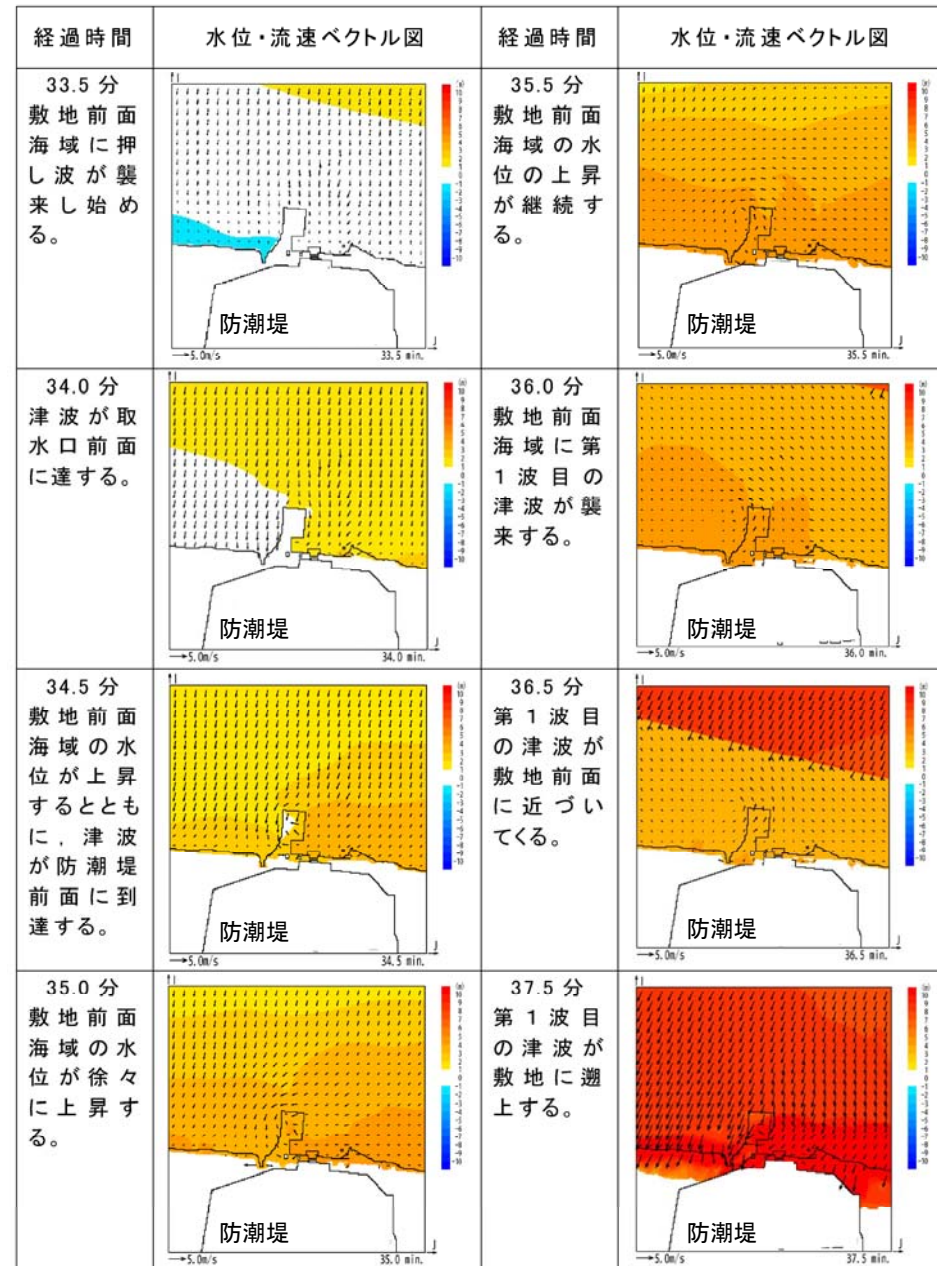 経過時間
水位・流速ベクトル図
経過時間
水位・流速ベクトル図
33.5 分
敷地前面
海域に押
し波が襲
来し始め
る。
防潮堤
I
J
(m)
→5.0m/s
33.5 min.
35.5 分
敷地前面
海域の水
位の上昇
が継続す
る。
防潮堤
I
J
(m)
→5.0m/s
35.5 min.
34.0 分
津波が取
水口前面
に達する。
防潮堤
I
J
(m)
→5.0m/s
34.0 min.
36.0 分
敷地前面
海域に第
1波目の
津波が襲
来する。
防潮堤
I
J
(m)
→5.0m/s
36.0 min.
34.5 分
敷地前面
海域の水
位が上昇
するととも
に，津波
が防潮堤
前面に到
達する。
防潮堤
I
J
(m)
→5.0m/s
34.5 min.
36.5 分
第1波目
の津波が
敷地前面
に近づい
てくる。
防潮堤
I
J
(m)
→5.0m/s
36.5 min.
35.0 分
敷地前面
海域の水
位が徐々
に上昇す
る。
防潮堤
I
J
(m)
→5.0m/s
35.0 min.
37.5 分
第1波目
の津波が
敷地に遡
上する。
防潮堤
I
J
(m)
→5.0m/s
37.5 min.